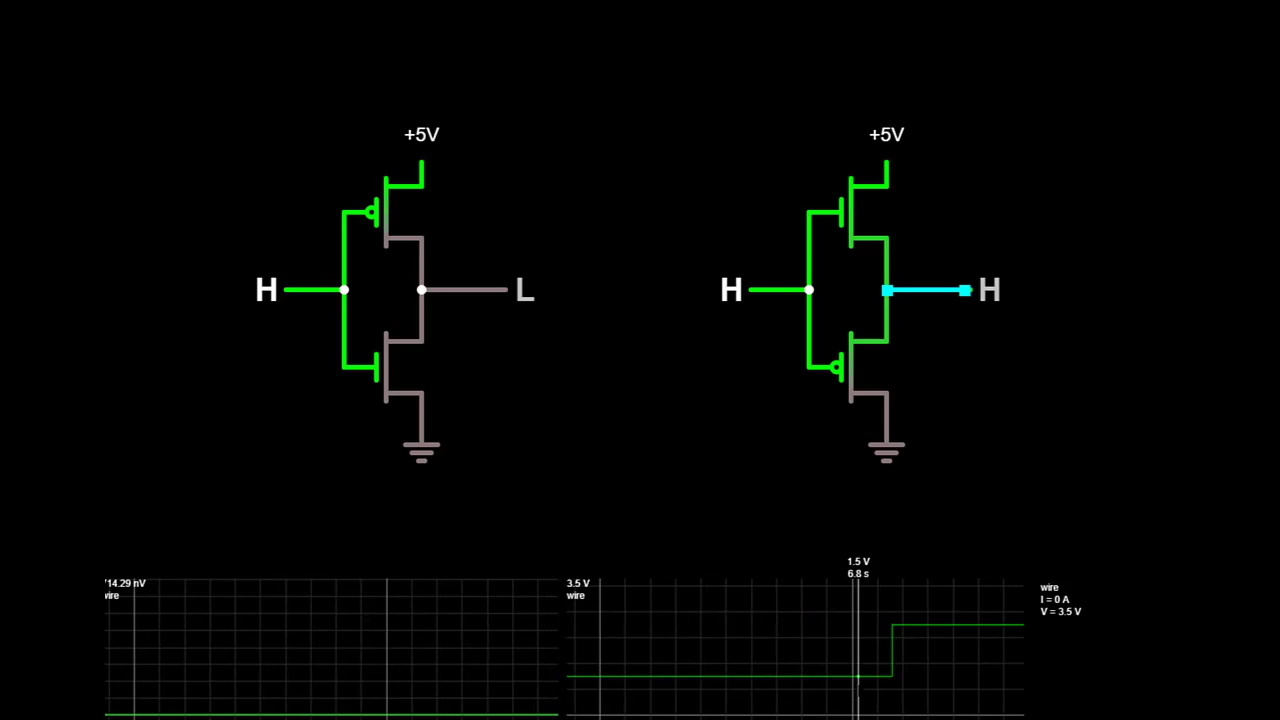 +5V +5V
H L H H
1.5 V
6.8 s
'14.29 nV 3.5 V wire
wire wire I = 0 A
V = 3.5 V